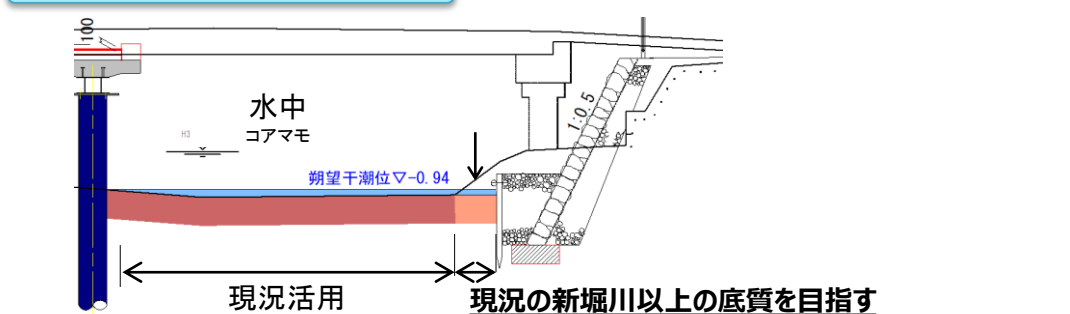 100
水中
コアマモ
H3
1:0.5
朔望干潮位▽-0.94
現況活用
現況の新堀川以上の底質を目指す